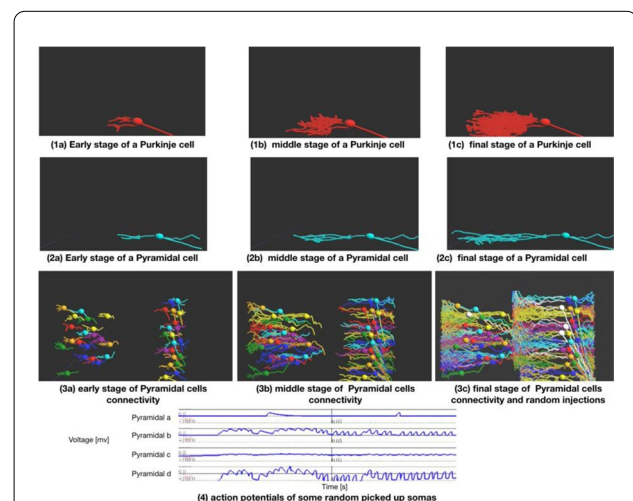 (1a) Early stage of a Purkinje cell
(1b) middle stage of a Purkinje cell
(1c) final stage of a Purkinje cell
(2a) Early stage of a Pyramidal cell
(2b) middle stage of a Pyramidal cell
(2c) final stage of a Pyramidal cell
(3a) early stage of Pyramidal cells
connectivity
(3b) middle stage of Pyramidal cells
connectivity
(3c) final stage of Pyramidal cells
connectivity and random injections
Pyramidal a
Pyramidal b
Voltage [mv]
Pyramidal c
Pyramidal d
Time [s]
(4) action potentials of some random picked up somas